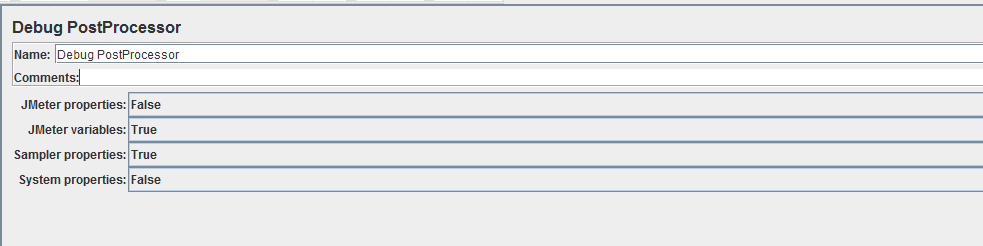 Debug PostProcessor
Name: Debug PostProcessor
Comments:
JMeter properties: False
JMeter variables: True
Sampler properties: True
System properties: False